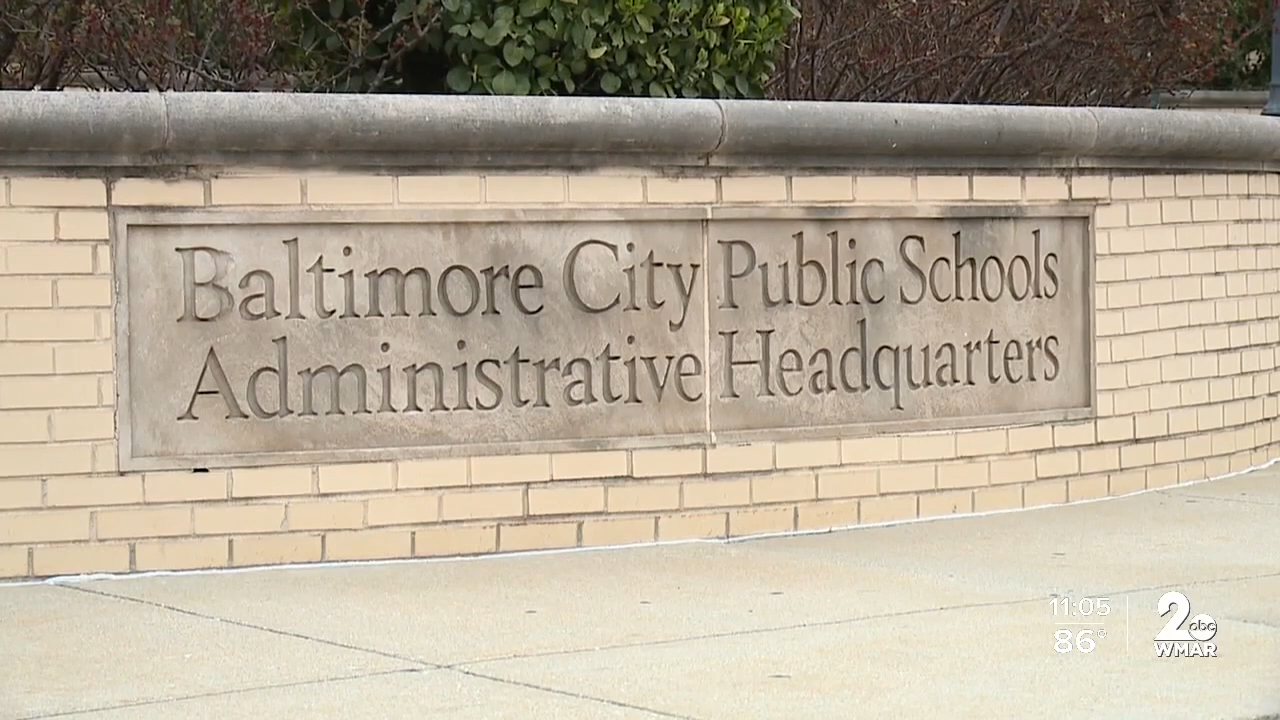 Baltimore City Public Schools
Administrative Headquarters
11:05
86°
2 abc
WMAR